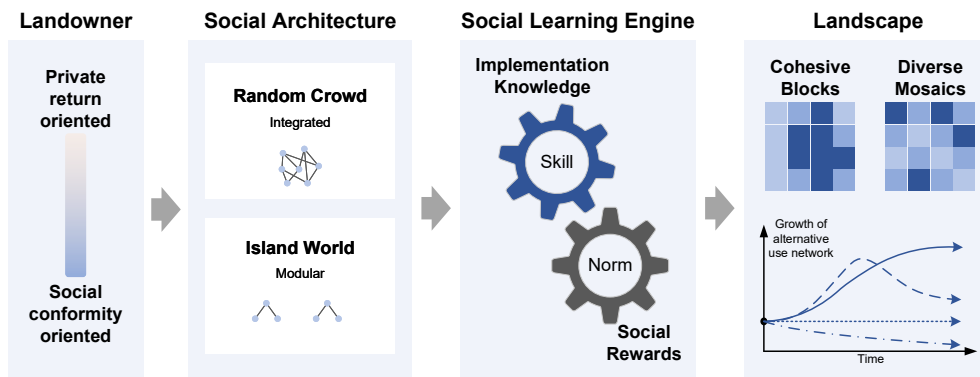 Landowner
Private
return
oriented
Social
conformity
oriented
Social Architecture
Random Crowd
Integrated
Island World
Modular
Social Learning Engine
Implementation
Knowledge
Skill
Norm
Social
Rewards
Landscape
Cohesive
Blocks
Diverse
Mosaics
Growth of
alternative
use network
Time